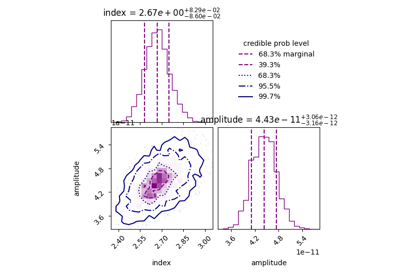 index = 2.67e+00+8.29e−02−8.60e−02
credible prob level
68.3% marginal
39.3%
68.3%
95.5%
99.7%
1e−11
amplitude = 4.43e−11+3.06e−12−3.16e−12
amplitude
5.4
4.8
4.2
3.6
2.40 2.55 2.70 2.85 3.00
3.6 4.2 4.8 5.4
1e−11
index
amplitude